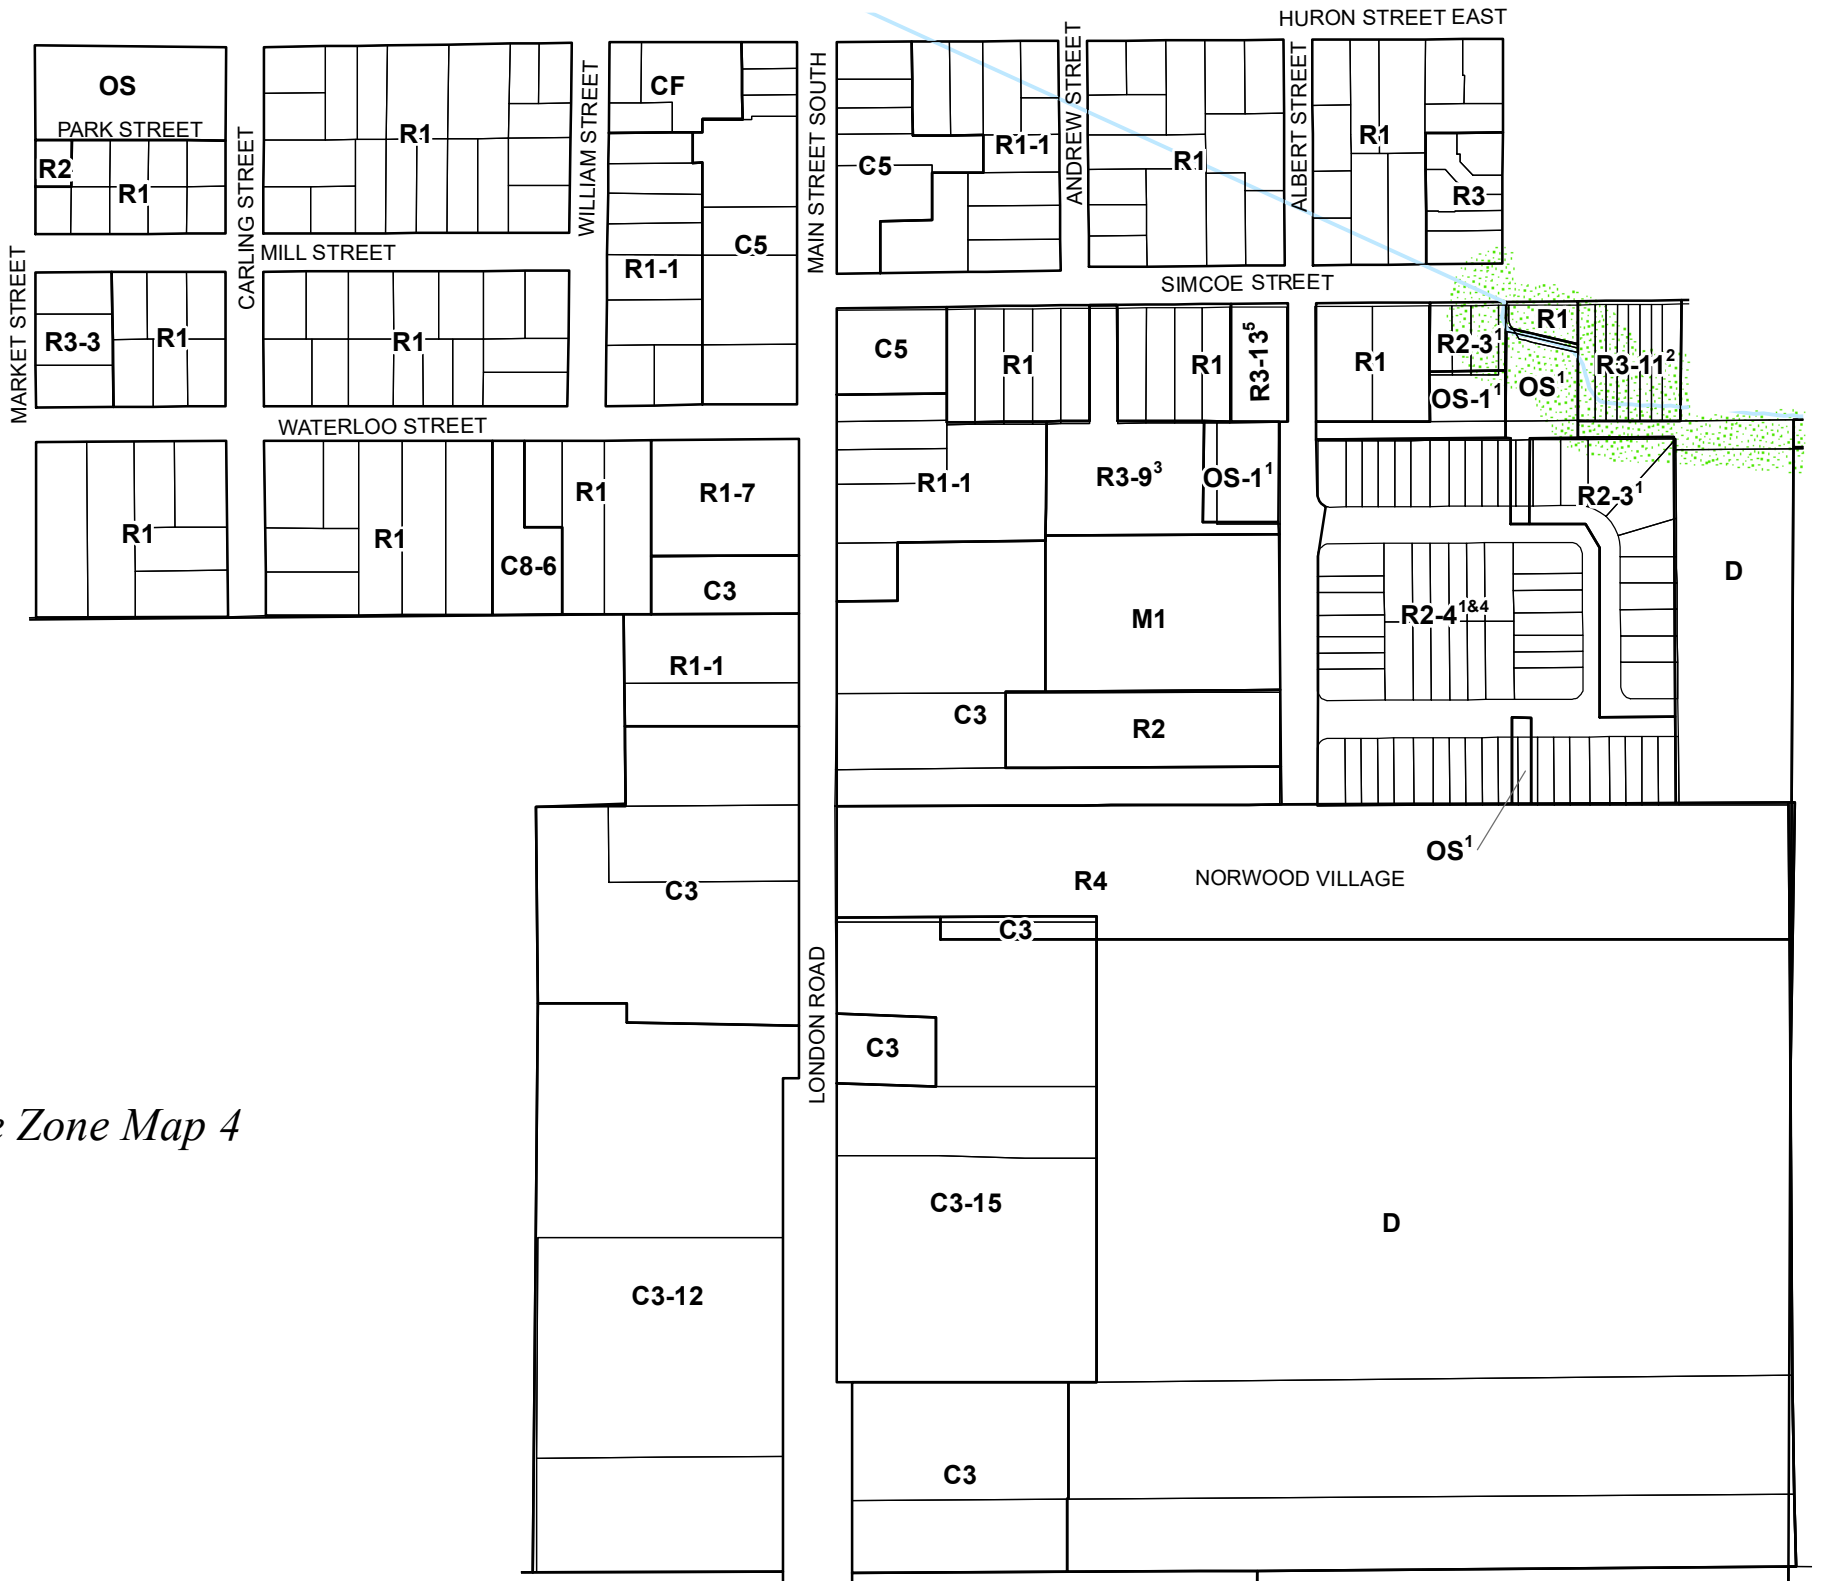 HURON STREET EAST
OS
CF
PARK STREET
R1
R1
R1-1
C5
R1
R2
R1
R3
CARLING STREET
WILLIAM STREET
MAIN STREET SOUTH
ANDREW STREET
ALBERT STREET
MILL STREET
C5
R1-1
SIMCOE STREET
MARKET STREET
R3-3
R1
R1
C5
R1
R1
R3-13⁵
R1
R2-3¹
R1
OS¹
R3-11²
OS-1¹
WATERLOO STREET
R1
R1
C8-6
R1
R1-7
C3
R1-1
R3-9³
OS-1¹
R2-3¹
D
M1
R2-4¹&⁴
R1-1
C3
R2
OS¹
R4
NORWOOD VILLAGE
C3
C3
LONDON ROAD
C3
e Zone Map 4
C3-15
D
C3-12
C3